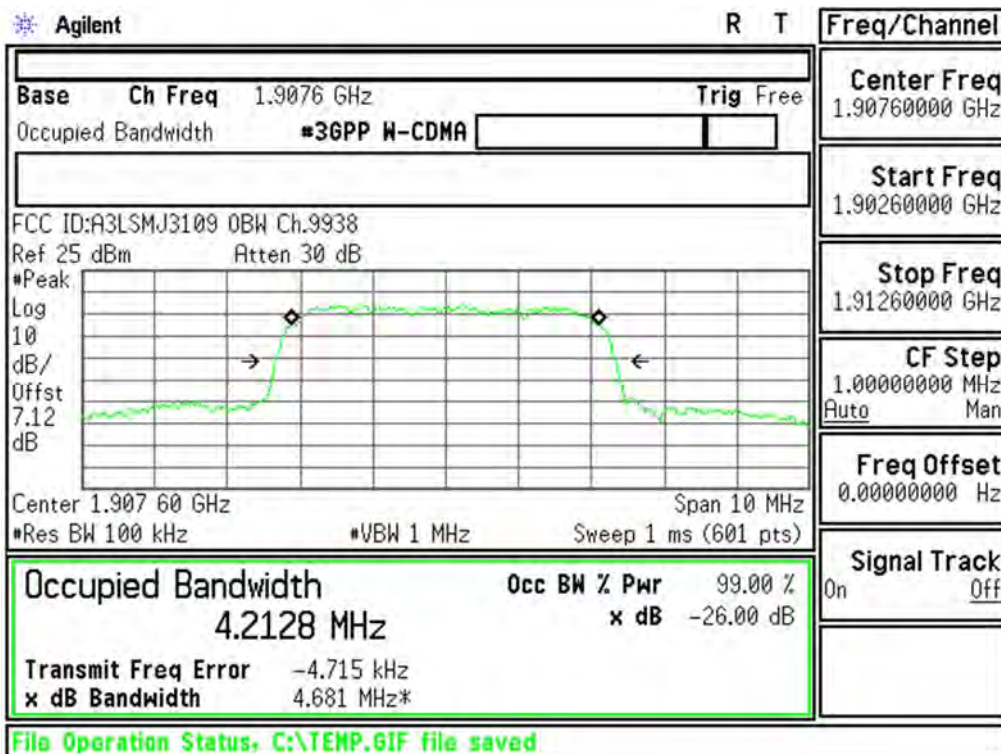 Agilent R T
Base Ch Freq 1.9076 GHz Trig Free
Occupied Bandwidth #3GPP W-CDMA
FCC ID:A3LSMJ3109 OBW Ch.9938
Ref 25 dBm Atten 30 dB
#Peak
Log
10
dB/
Offst
7.12
dB
Center 1.907 60 GHz Span 10 MHz
#Res BW 100 kHz #VBW 1 MHz Sweep 1 ms (601 pts)
Occupied Bandwidth
4.2128 MHz
Occ BW % Pwr 99.00 %
x dB -26.00 dB
Transmit Freq Error -4.715 kHz
x dB Bandwidth 4.681 MHz*
File Operation Status, C:\TEMP.GIF file saved
Freq/Channel
Center Freq
1.90760000 GHz
Start Freq
1.90260000 GHz
Stop Freq
1.91260000 GHz
CF Step
1.00000000 MHz
Auto Man
Freq Offset
0.00000000 Hz
Signal Track
On Off